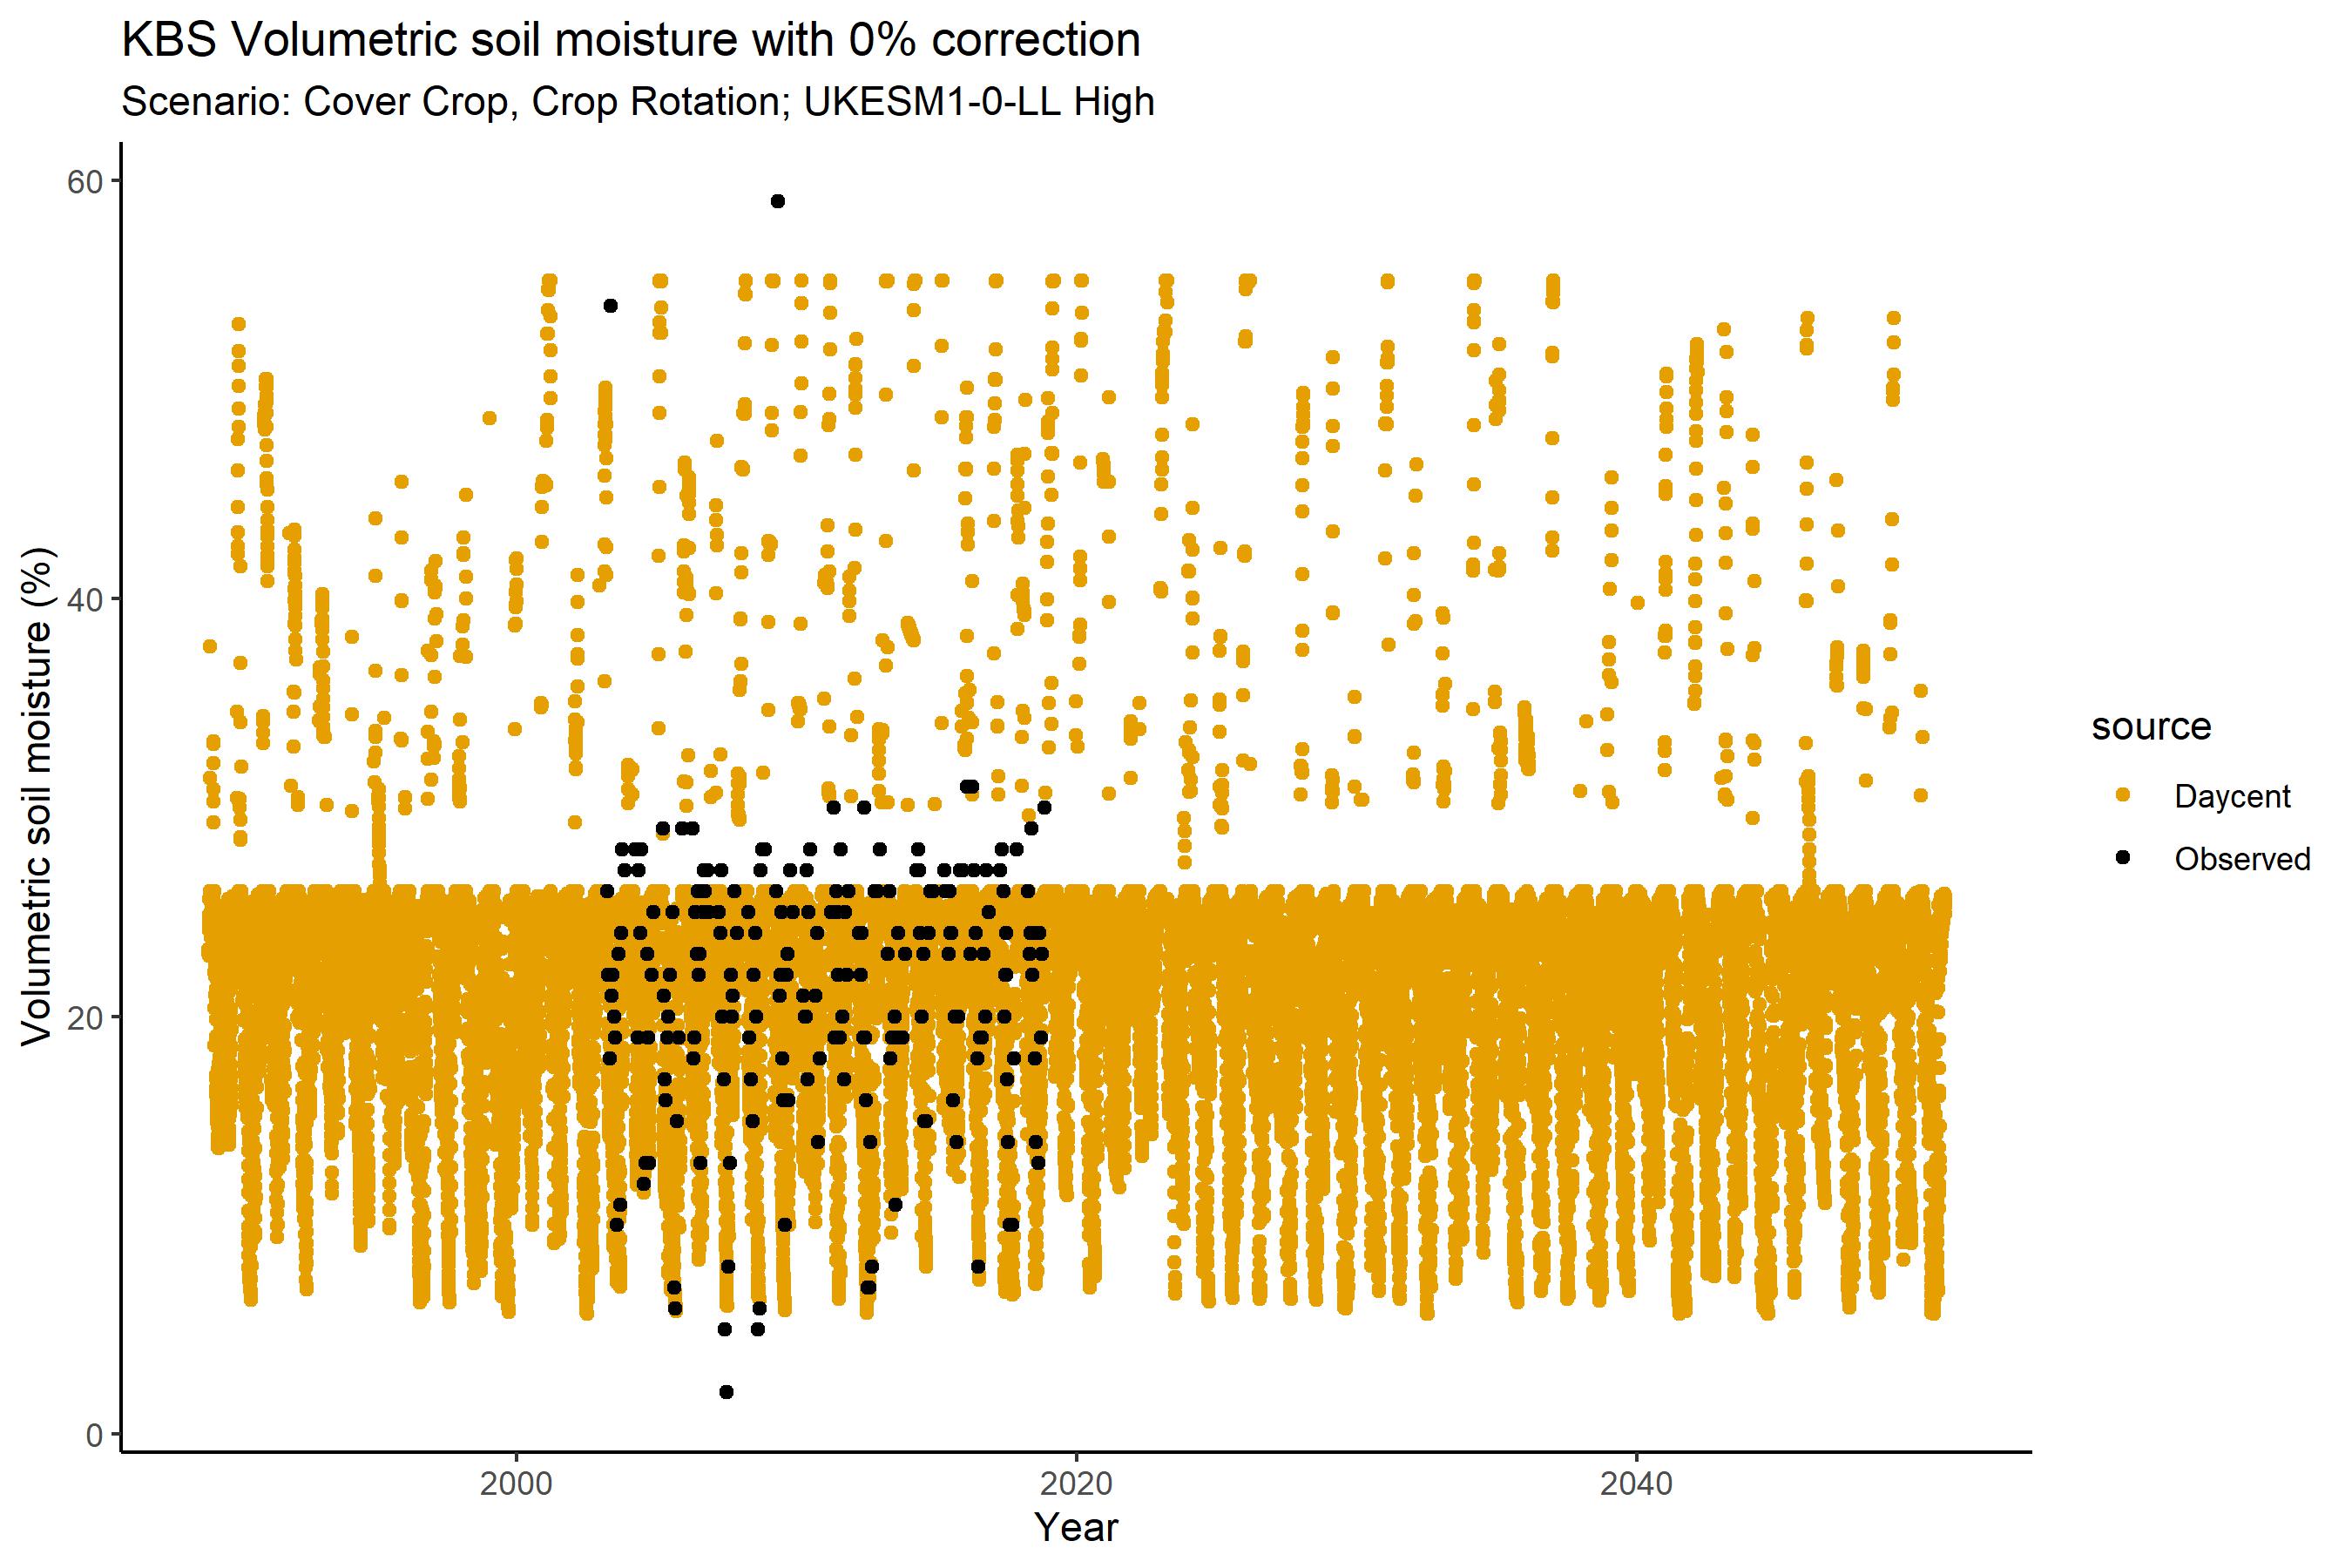 KBS Volumetric soil moisture with 0% correction
Scenario: Cover Crop, Crop Rotation; UKESM1-0-LL High
Volumetric soil moisture (%)
60
40
20
0
2000
2020
2040
Year
source
Daycent
Observed